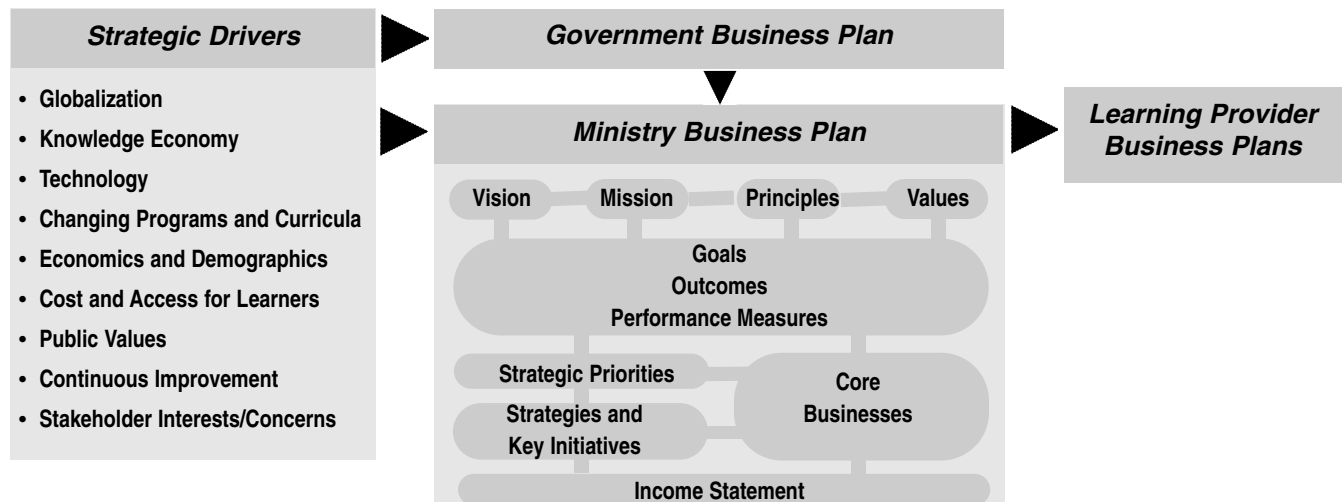 Strategic Drivers
• Globalization
• Knowledge Economy
• Technology
• Changing Programs and Curricula
• Economics and Demographics
• Cost and Access for Learners
• Public Values
• Continuous Improvement
• Stakeholder Interests/Concerns
Government Business Plan
Ministry Business Plan
Vision
Mission
Principles
Values
Goals
Outcomes
Performance Measures
Strategic Priorities
Strategies and
Key Initiatives
Core
Businesses
Income Statement
Learning Provider
Business Plans